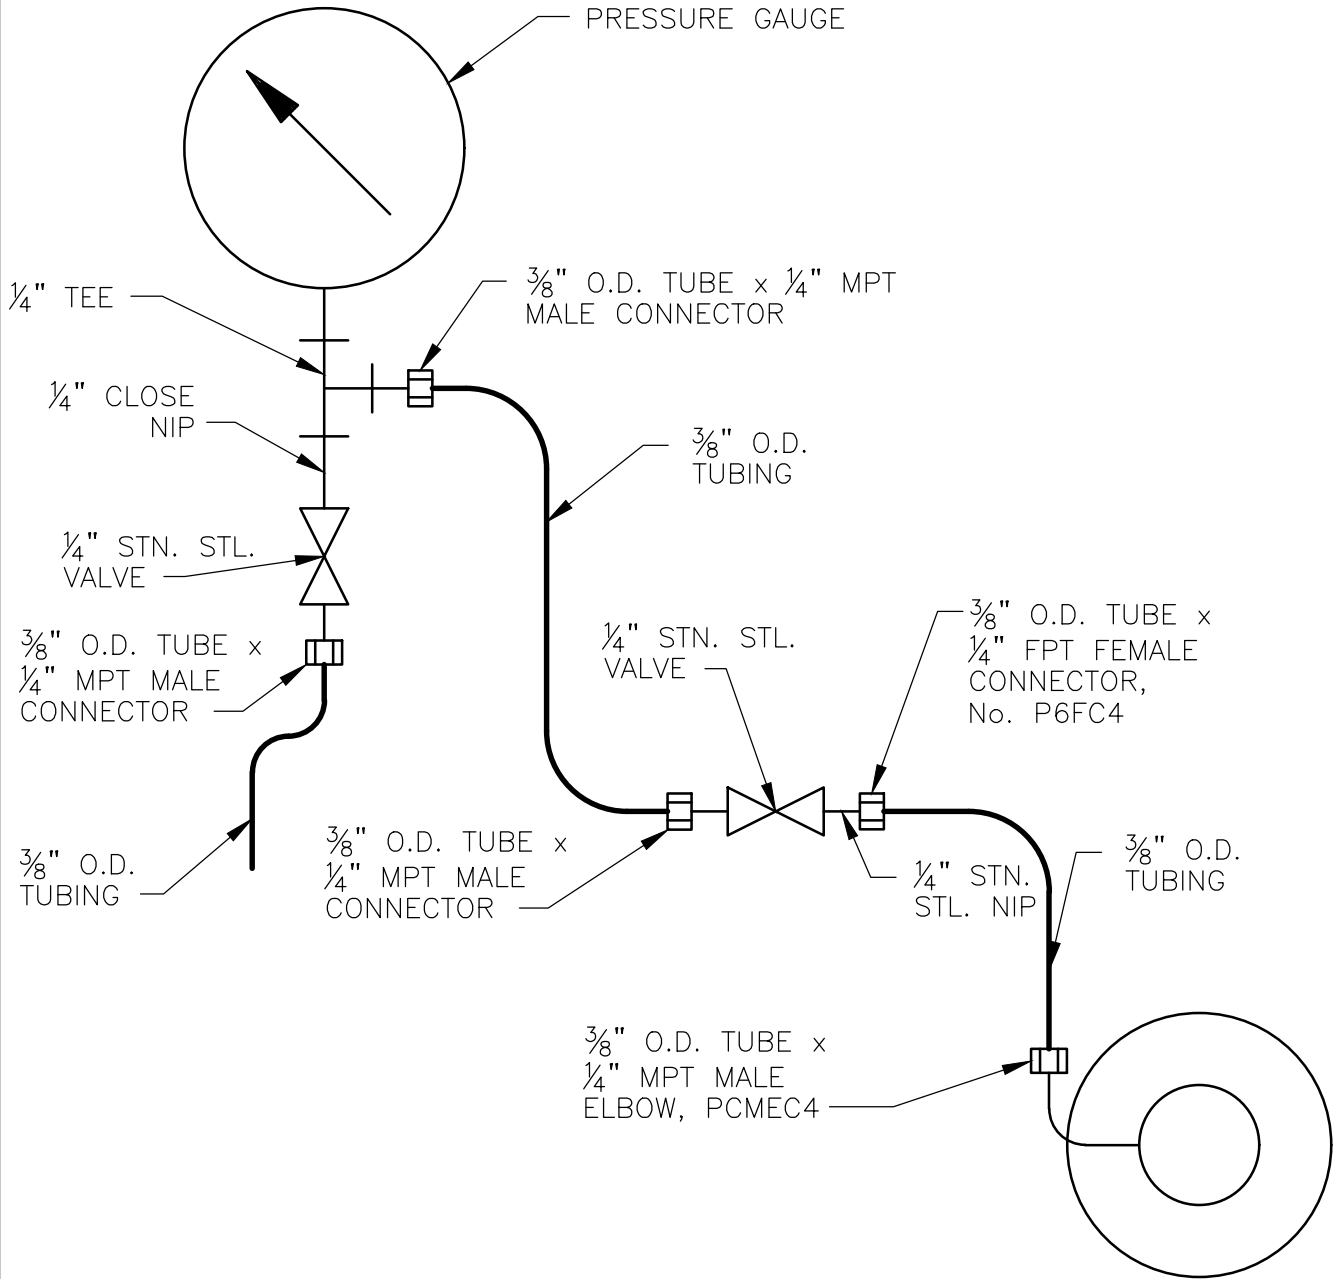 PRESSURE GAUGE
¼" TEE
⅜" O.D. TUBE x ¼" MPT
MALE CONNECTOR
¼" CLOSE
NIP
⅜" O.D.
TUBING
¼" STN. STL.
VALVE
⅜" O.D. TUBE x
¼" MPT MALE
CONNECTOR
¼" STN. STL.
VALVE
⅜" O.D. TUBE x
¼" FPT FEMALE
CONNECTOR,
No. P6FC4
⅜" O.D.
TUBING
⅜" O.D. TUBE x
¼" MPT MALE
CONNECTOR
¼" STN.
STL. NIP
⅜" O.D.
TUBING
⅜" O.D. TUBE x
¼" MPT MALE
ELBOW, PCMEC4